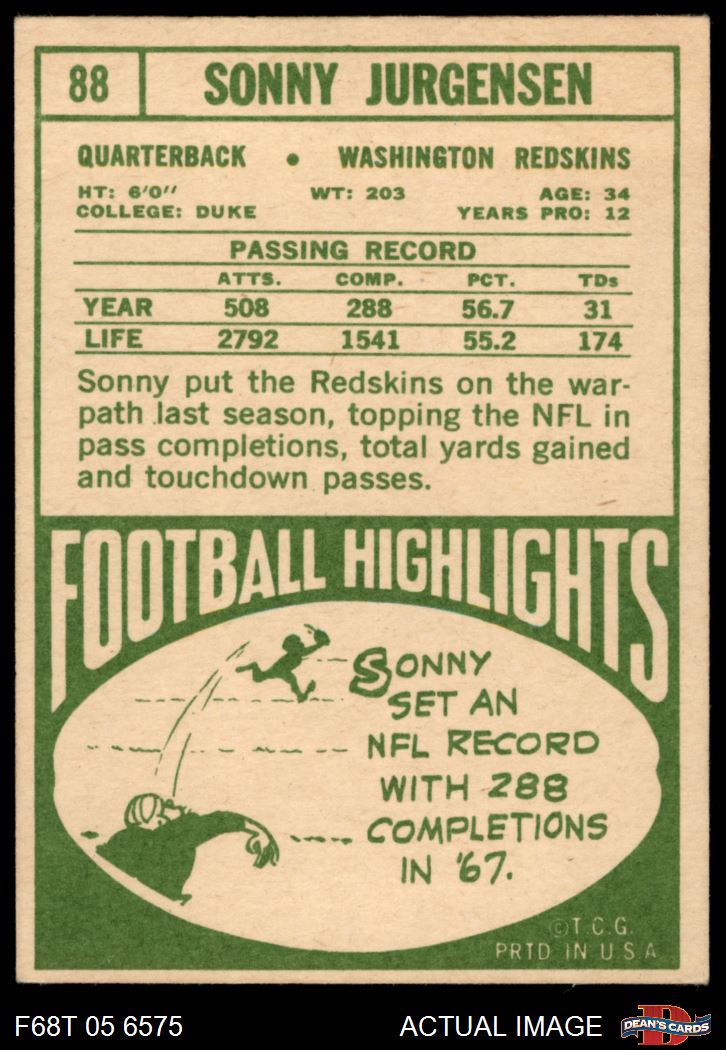 88 SONNY JURGENSEN
QUARTERBACK • WASHINGTON REDSKINS
HT: 6'0" WT: 203 AGE: 34
COLLEGE: DUKE YEARS PRO: 12
PASSING RECORD
ATTS. COMP. PCT. TDs
YEAR 508 288 56.7 31
LIFE 2792 1541 55.2 174
Sonny put the Redskins on the war-
path last season, topping the NFL in
pass completions, total yards gained
and touchdown passes.
FOOTBALL HIGHLIGHTS
SONNY
SET AN
NFL RECORD
WITH 288
COMPLETIONS
IN '67.
©T.C.G.
PRTD IN U.S.A
F68T 05 6575 ACTUAL IMAGE D DEAN'S CARDS